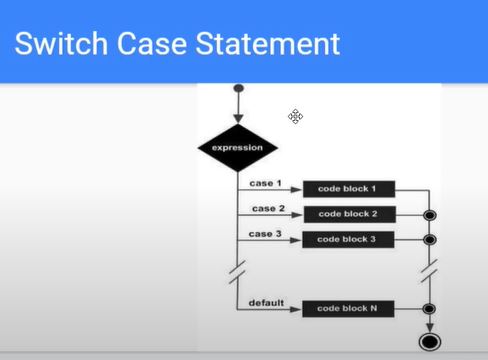 Switch Case Statement
expression
case 1
code block 1
case 2
code block 2
case 3
code block 3
default
code block N